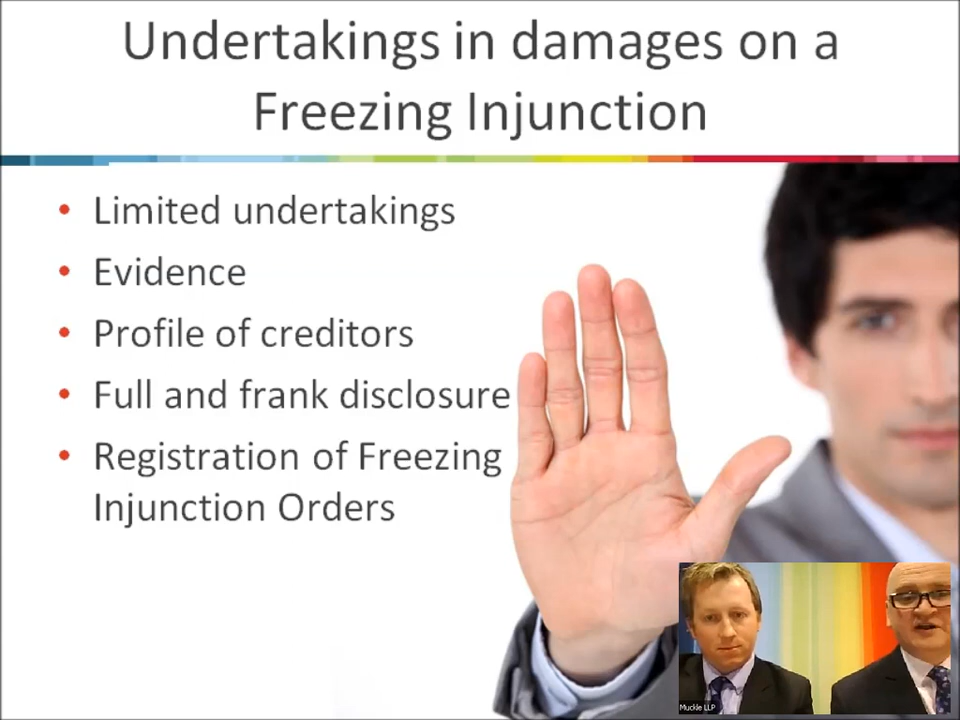 Undertakings in damages on a
Freezing Injunction
• Limited undertakings
• Evidence
• Profile of creditors
• Full and frank disclosure
• Registration of Freezing
Injunction Orders
Muckle LLP